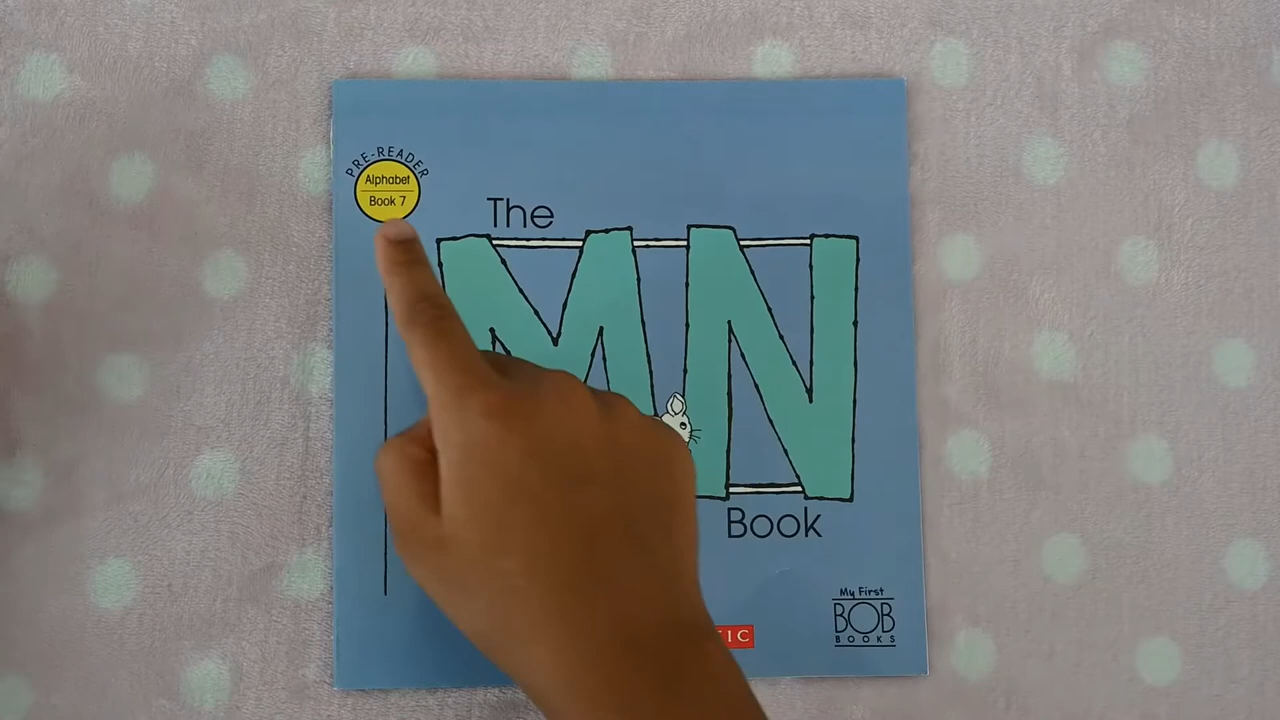 PRE-READER
Alphabet
Book 7
The
MN
Book
My First
BOB
BOOKS